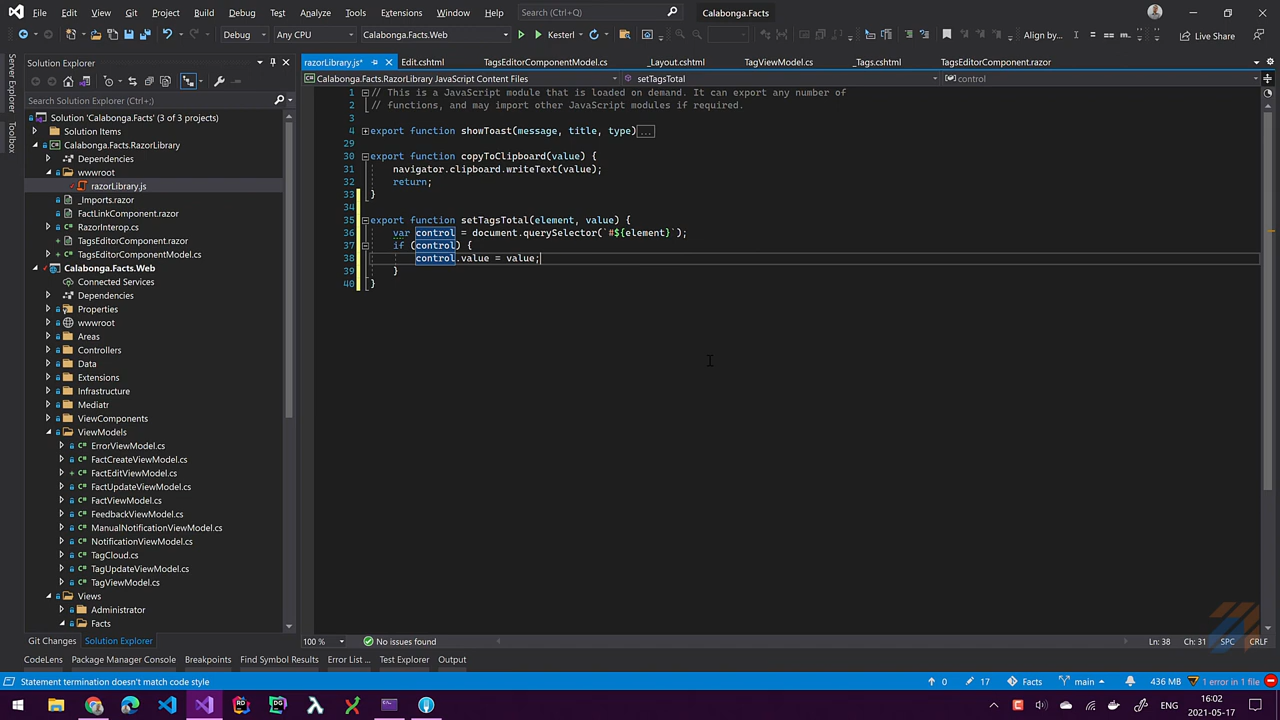 File Edit View Git Project Build Debug Test Analyze Tools Extensions Window Help Search (Ctrl+Q) Calabonga.Facts
Debug Any CPU Calabonga.Facts.Web Kestrel Align by... Live Share
Server Explorer
Toolbox
Solution Explorer
Search Solution Explorer (Ctrl+;)
Solution 'Calabonga.Facts' (3 of 3 projects)
Solution Items
Calabonga.Facts.RazorLibrary
Dependencies
wwwroot
razorLibrary.js
_Imports.razor
FactLinkComponent.razor
RazorInterop.cs
TagsEditorComponent.razor
TagsEditorComponentModel.cs
Calabonga.Facts.Web
Connected Services
Dependencies
Properties
wwwroot
Areas
Controllers
Data
Extensions
Infrastructure
Mediatr
ViewComponents
ViewModels
ErrorViewModel.cs
FactCreateViewModel.cs
FactEditViewModel.cs
FactUpdateViewModel.cs
FactViewModel.cs
FeedbackViewModel.cs
ManualNotificationViewModel.cs
NotificationViewModel.cs
TagCloud.cs
TagUpdateViewModel.cs
TagViewModel.cs
Views
Administrator
Facts
Git Changes Solution Explorer
razorLibrary.js* Edit.cshtml TagsEditorComponentModel.cs _Layout.cshtml TagViewModel.cs _Tags.cshtml TagsEditorComponent.razor
Calabonga.Facts.RazorLibrary JavaScript Content Files setTagsTotal control
1 // This is a JavaScript module that is loaded on demand. It can export any number of
2 // functions, and may import other JavaScript modules if required.
3
4 export function showToast(message, title, type)...
29
30 export function copyToClipboard(value) {
31 navigator.clipboard.writeText(value);
32 return;
33 }
34
35 export function setTagsTotal(element, value) {
36 var control = document.querySelector(`#${element}`);
37 if (control) {
38 control.value = value;
39 }
40 }
100 % No issues found Ln: 38 Ch: 31 SPC CRLF
CodeLens Package Manager Console Breakpoints Find Symbol Results Error List ... Test Explorer Output
Statement termination doesn't match code style 0 17 Facts main 436 MB 1 error in 1 file
ENG 16:02 2021-05-17